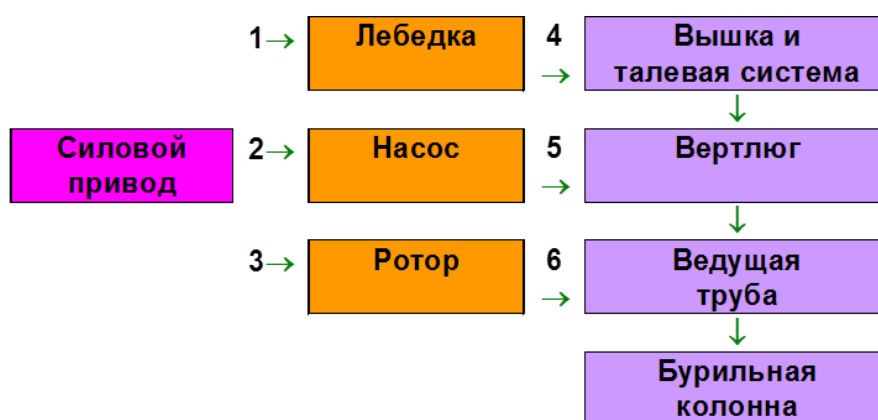 1→ Лебедка 4 Вышка и
→ талевая система
↓
Силовой 2→ Насос 5 Вертлюг
привод →
↓
3→ Ротор 6 Ведущая
→ труба
↓
Бурильная
колонна